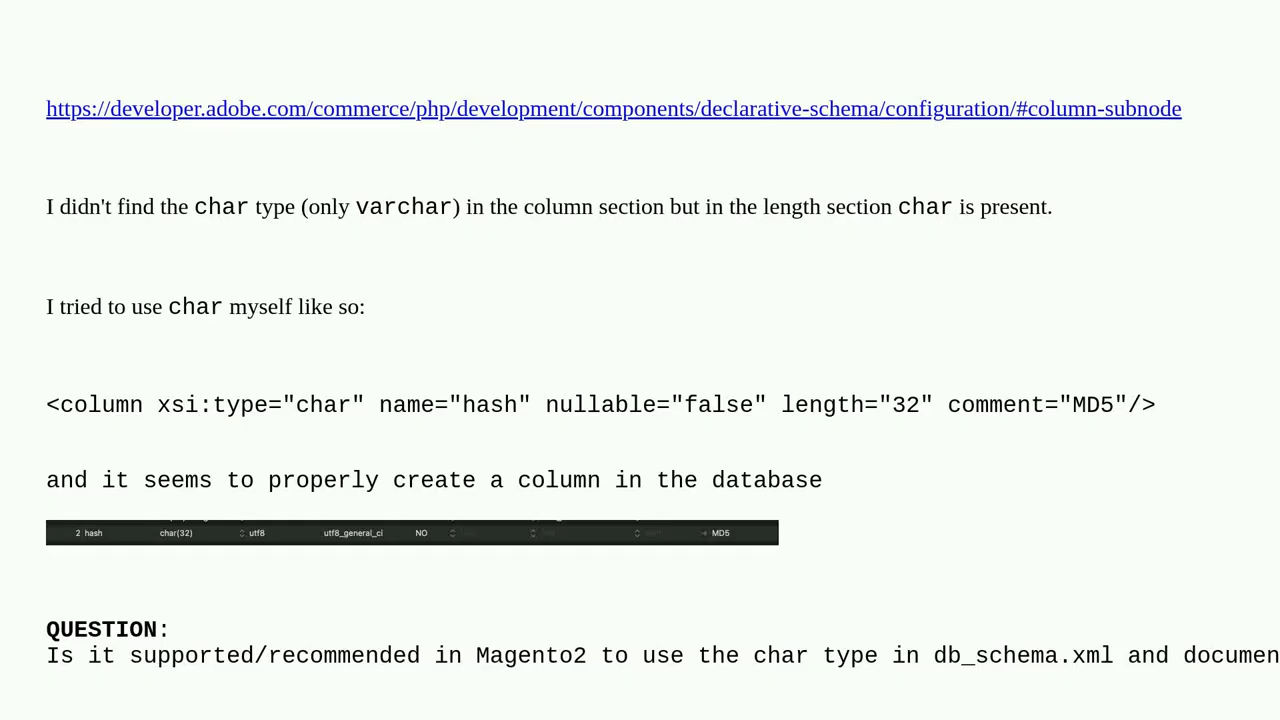 https://developer.adobe.com/commerce/php/development/components/declarative-schema/configuration/#column-subnode
I didn't find the char type (only varchar) in the column section but in the length section char is present.
I tried to use char myself like so:
<column xsi:type="char" name="hash" nullable="false" length="32" comment="MD5"/>
and it seems to properly create a column in the database
2 hash char(32) utf8 utf8_general_ci NO MD5
QUESTION:
Is it supported/recommended in Magento2 to use the char type in db_schema.xml and documen